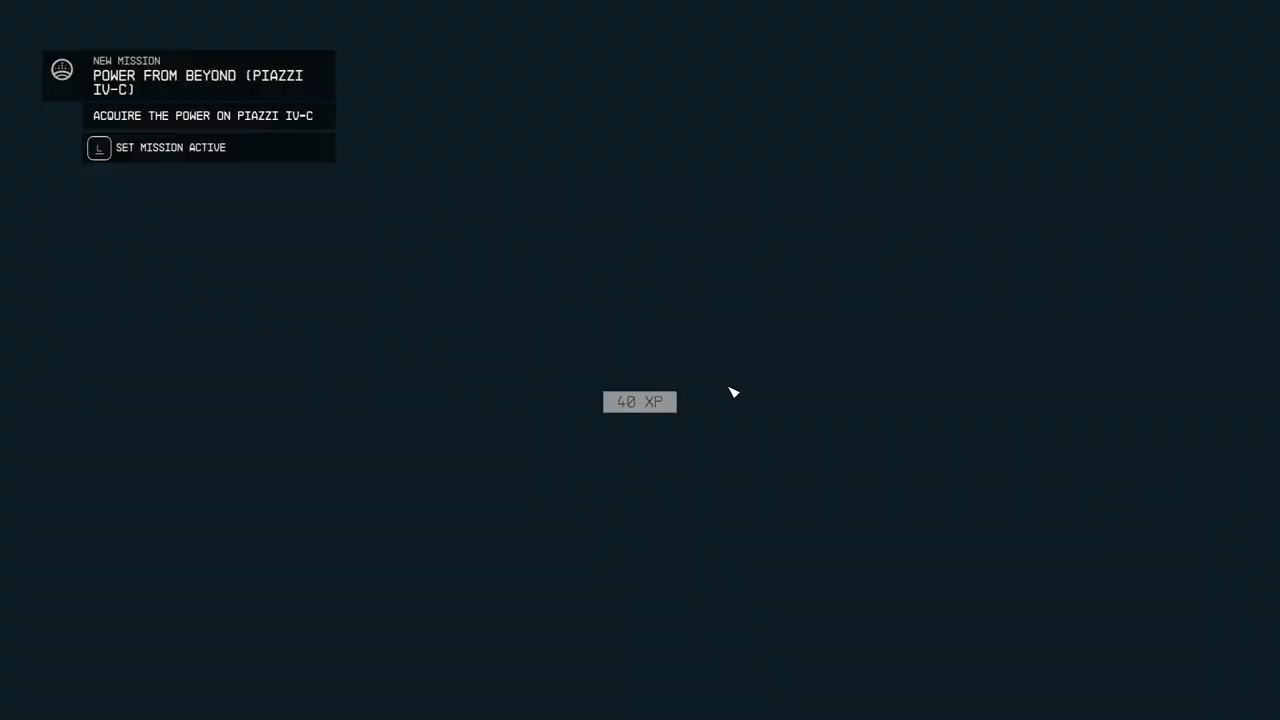 NEW MISSION
POWER FROM BEYOND (PIAZZI
IV-C)
ACQUIRE THE POWER ON PIAZZI IV-C
L SET MISSION ACTIVE
40 XP